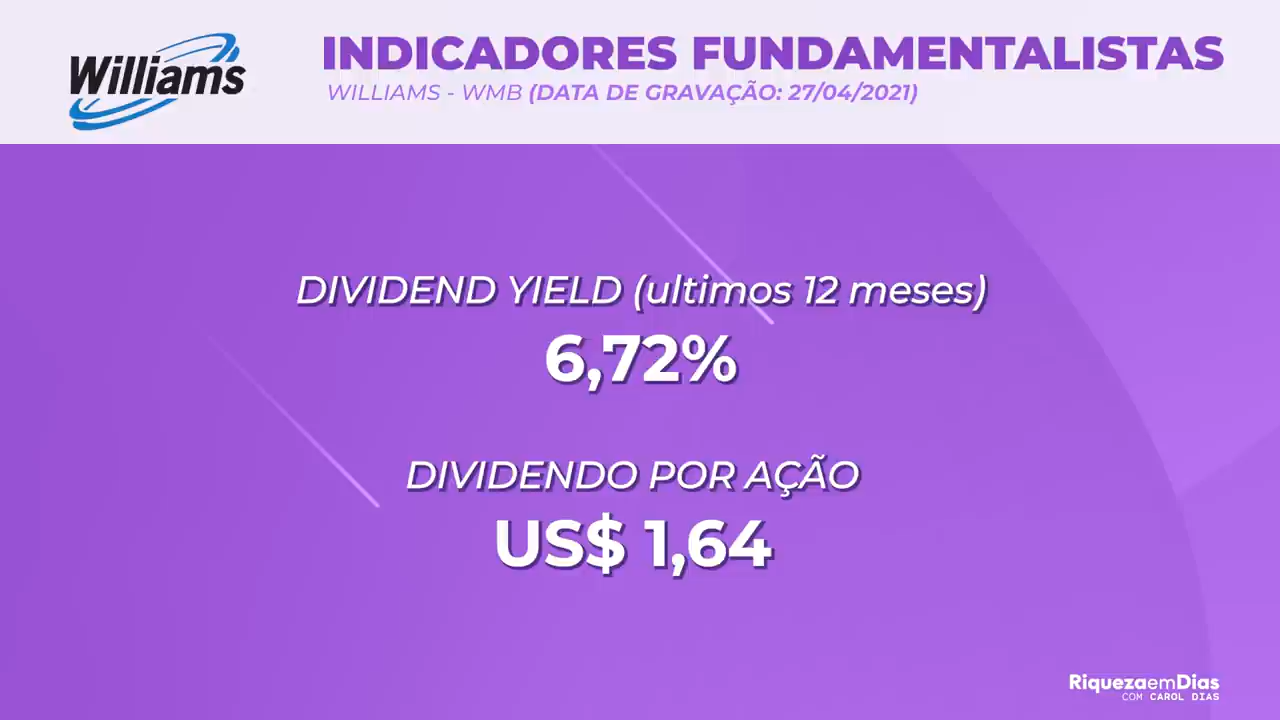 Williams
INDICADORES FUNDAMENTALISTAS
WILLIAMS - WMB (DATA DE GRAVAÇÃO: 27/04/2021)
DIVIDEND YIELD (ultimos 12 meses)
6,72%
DIVIDENDO POR AÇÃO
US$ 1,64
RiquezaemDias
COM CAROL DIAS